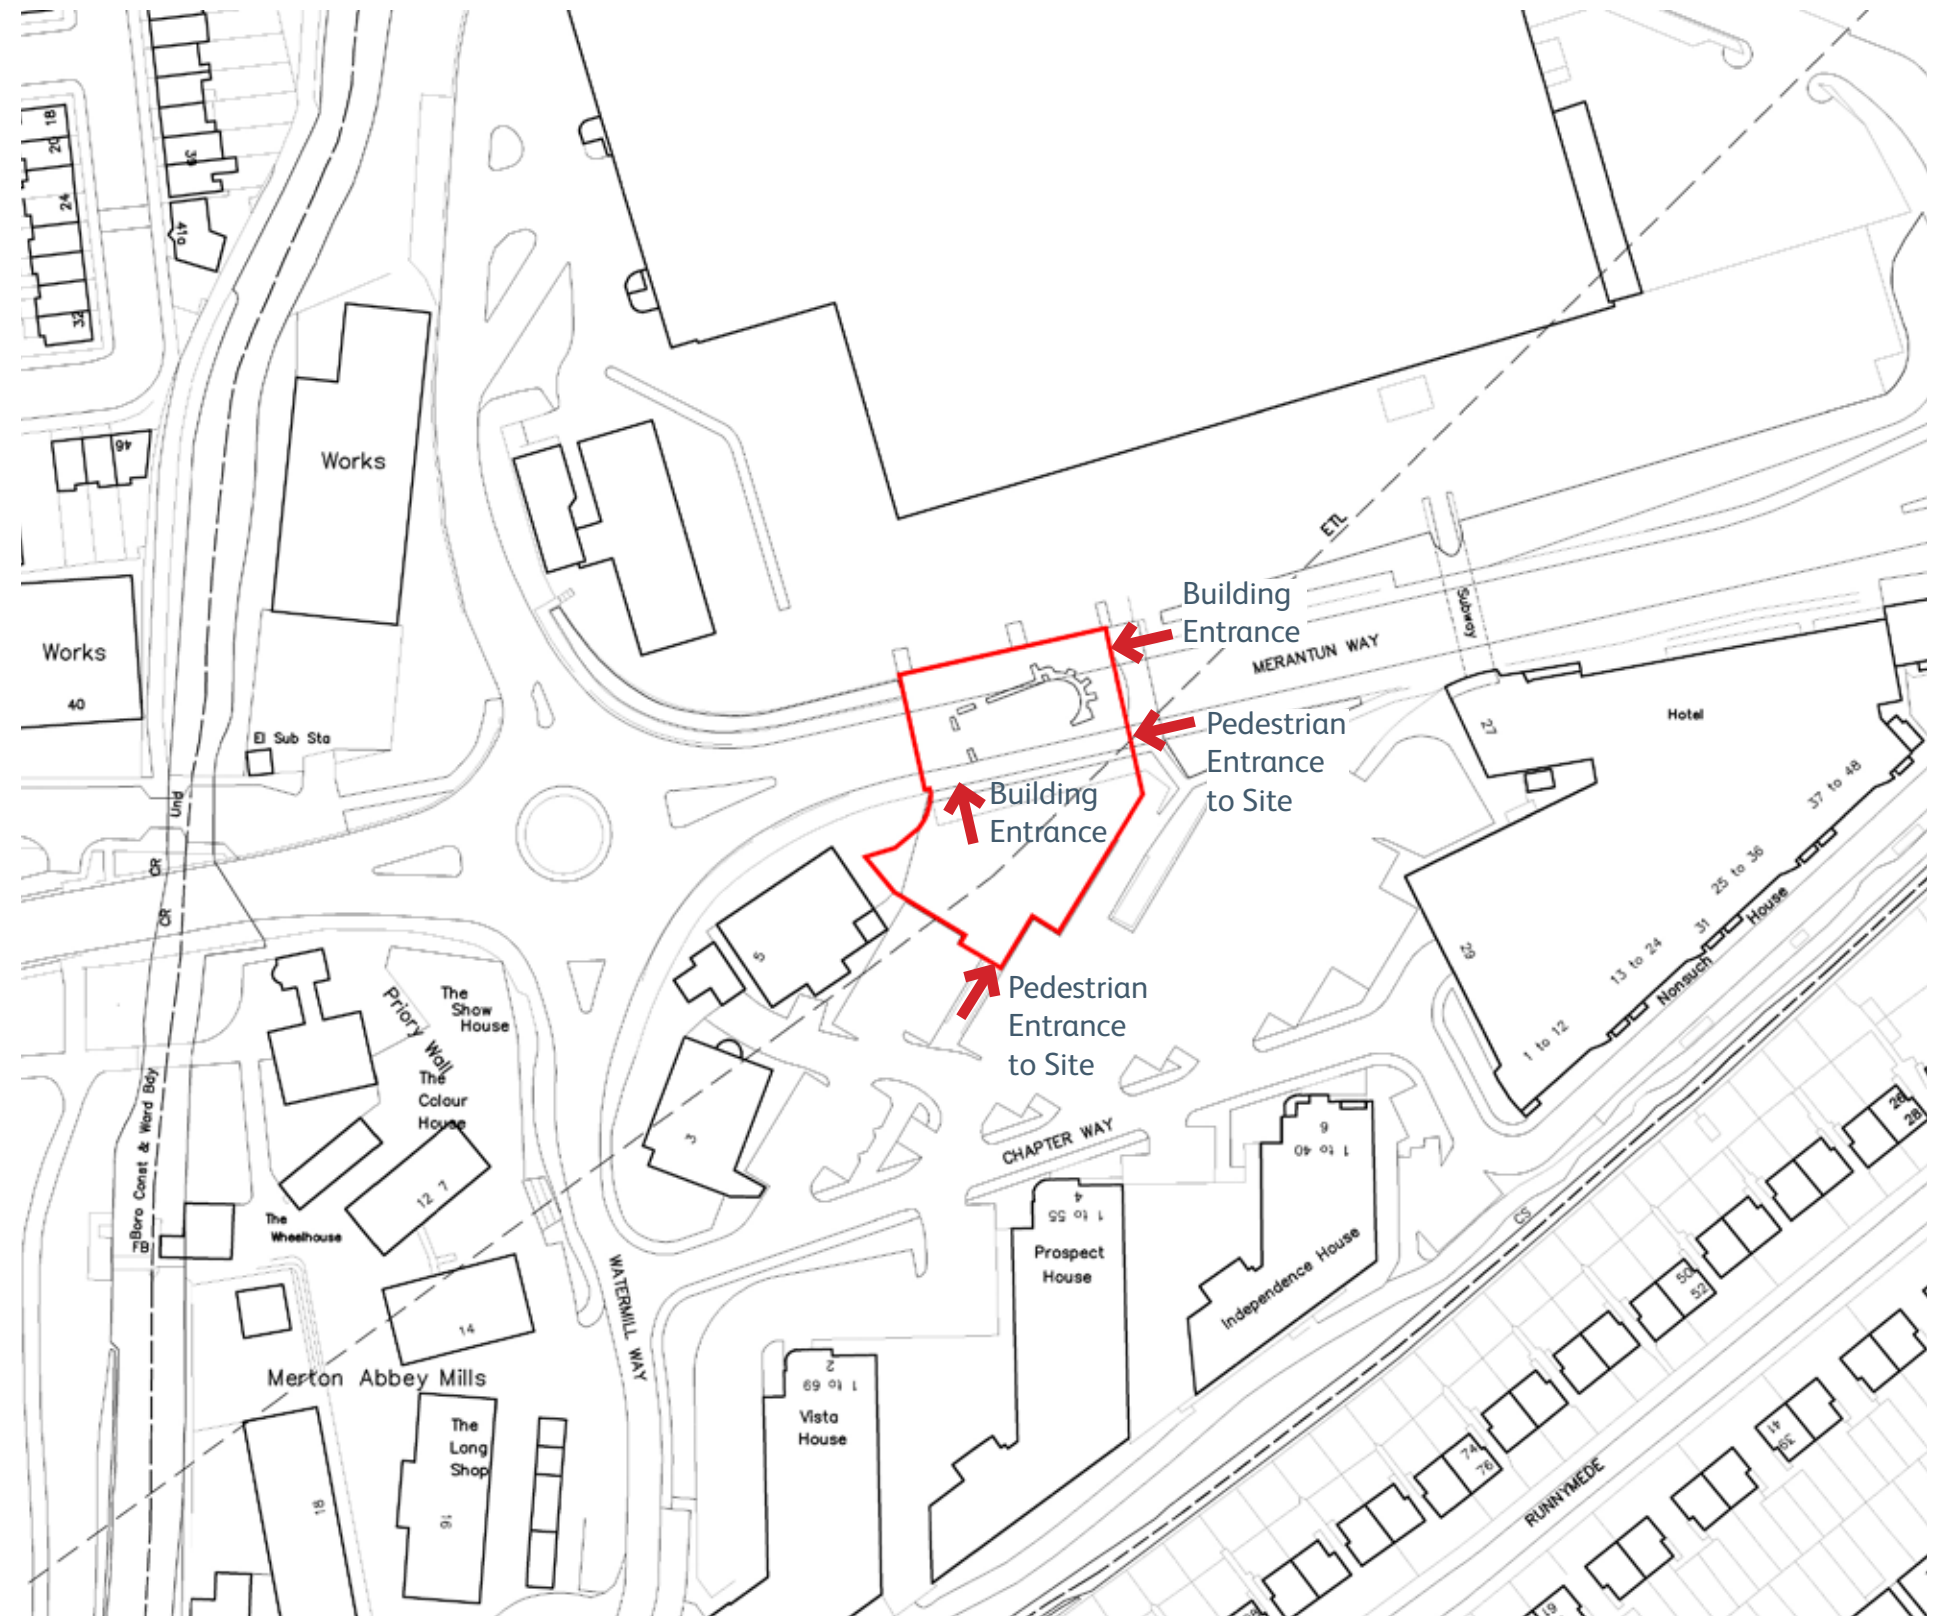 18
20
24
32
39
41a
46
Works
Works
40
El Sub Sta
Und
CR
CR
ETL
Subway
MERANTUN WAY
Building
Entrance
Pedestrian
Entrance
to Site
Building
Entrance
Pedestrian
Entrance
to Site
Hotel
27
29
37 to 48
25 to 36
31
13 to 24
1 to 12
Nonsuch House
5
3
Priory Wall
The
Show
House
The
Colour
House
12 7
The
Wheelhouse
Boro Const & Ward Bdy
FB
14
Merton Abbey Mills
The
Long
Shop
16
18
WATERMILL WAY
CHAPTER WAY
2
1 to 69
Vista
House
4
1 to 55
Prospect
House
6
1 to 40
Independence House
CS
26
28
50
52
74
76
41
39
61
RUNNYMEDE